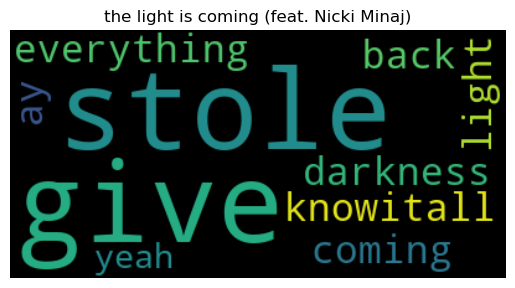 the light is coming (feat. Nicki Minaj)
everything
back
light
ay
stole
darkness
give
knowitall
yeah
coming